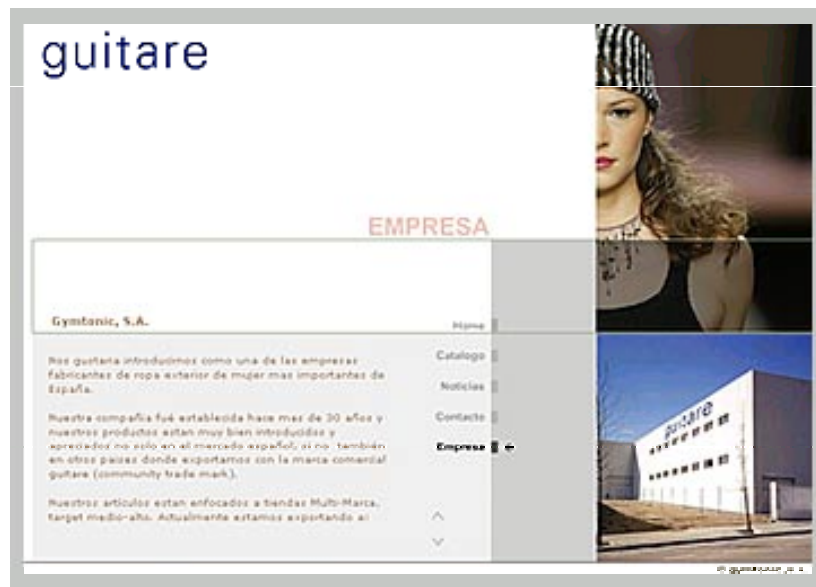 guitare
EMPRESA
Gymtonic, S.A.
Nos gustaria introducirnos como una de las empresas
fabricantes de ropa exterior de mujer mas importantes de
España.
Nuestra compañia fué establecida hace mas de 30 años y
nuestros productos estan muy bien introducidos y
apreciados no solo en el mercado español, si no también
en otros paises donde exportamos con la marca comercial
guitare (community trade mark).
Nuestros articulos estan enfocados a tiendas Multi-Marca,
target medio-alto. Actualmente estamos exportando a
Home
Catalogo
Noticias
Contacto
Empresa
guitare